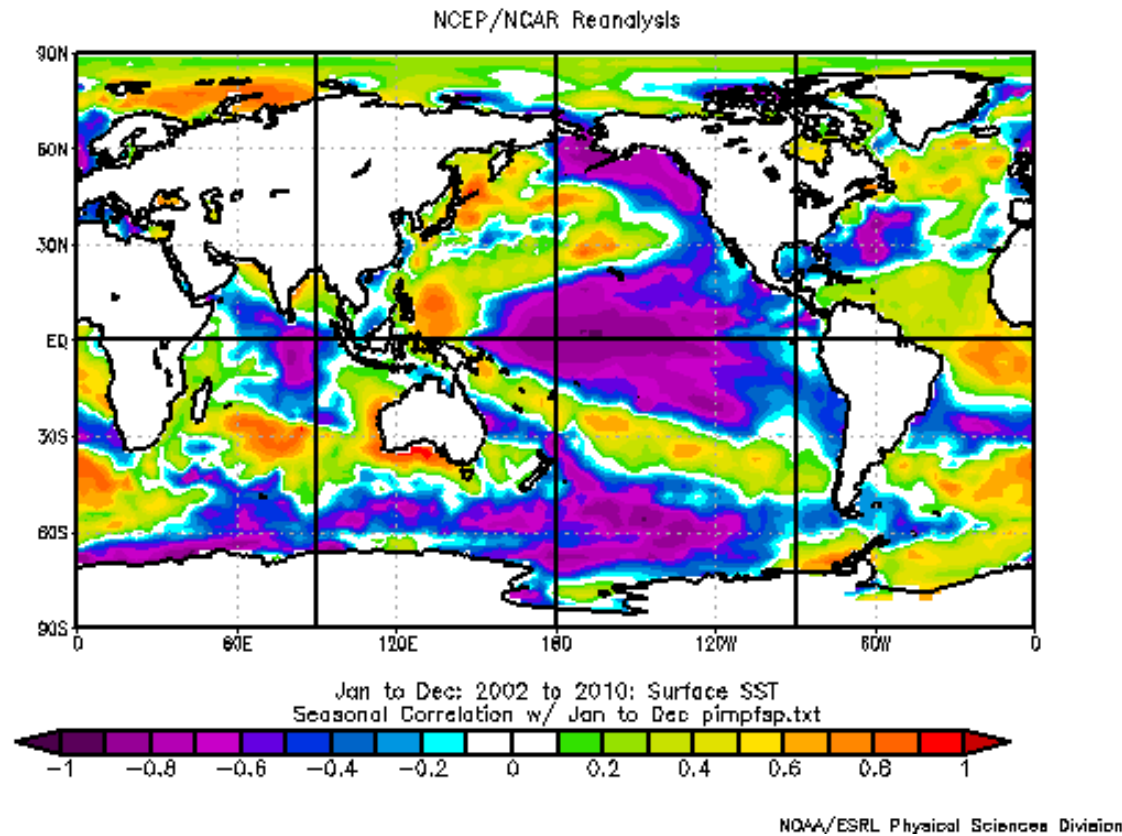 NCEP/NCAR Reanalysis
90N
60N
30N
EQ
30S
60S
90S
0 60E 120E 180 120W 60W 0
Jan to Dec: 2002 to 2010: Surface SST
Seasonal Correlation w/ Jan to Dec pimpfsp.txt
-1 -0.8 -0.6 -0.4 -0.2 0 0.2 0.4 0.6 0.8 1
NOAA/ESRL Physical Sciences Division